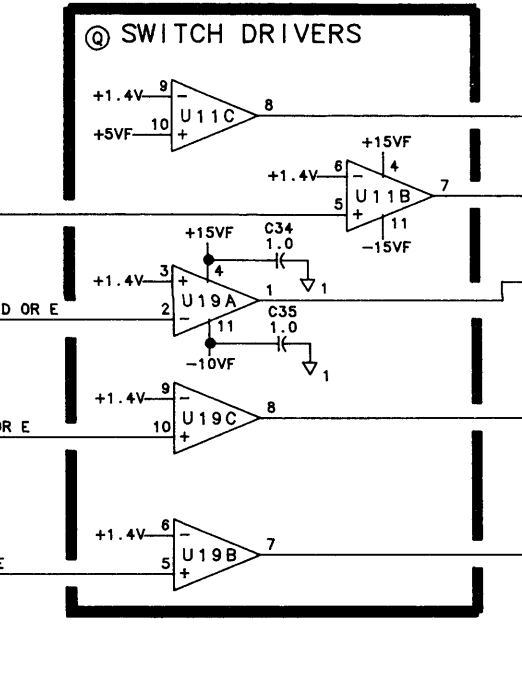 Q SWITCH DRIVERS
+1.4V 9 − U11C 8
+5VF 10 +
+15VF
+1.4V 6 − 4 U11B 7
5 + 11
−15VF
+15VF C34
1.0
4 1
+1.4V 3 + U19A 1
D OR E 2 − 11 C35
1.0
−10VF 1
+1.4V 9 − U19C 8
OR E 10 +
+1.4V 6 − U19B 7
E 5 +